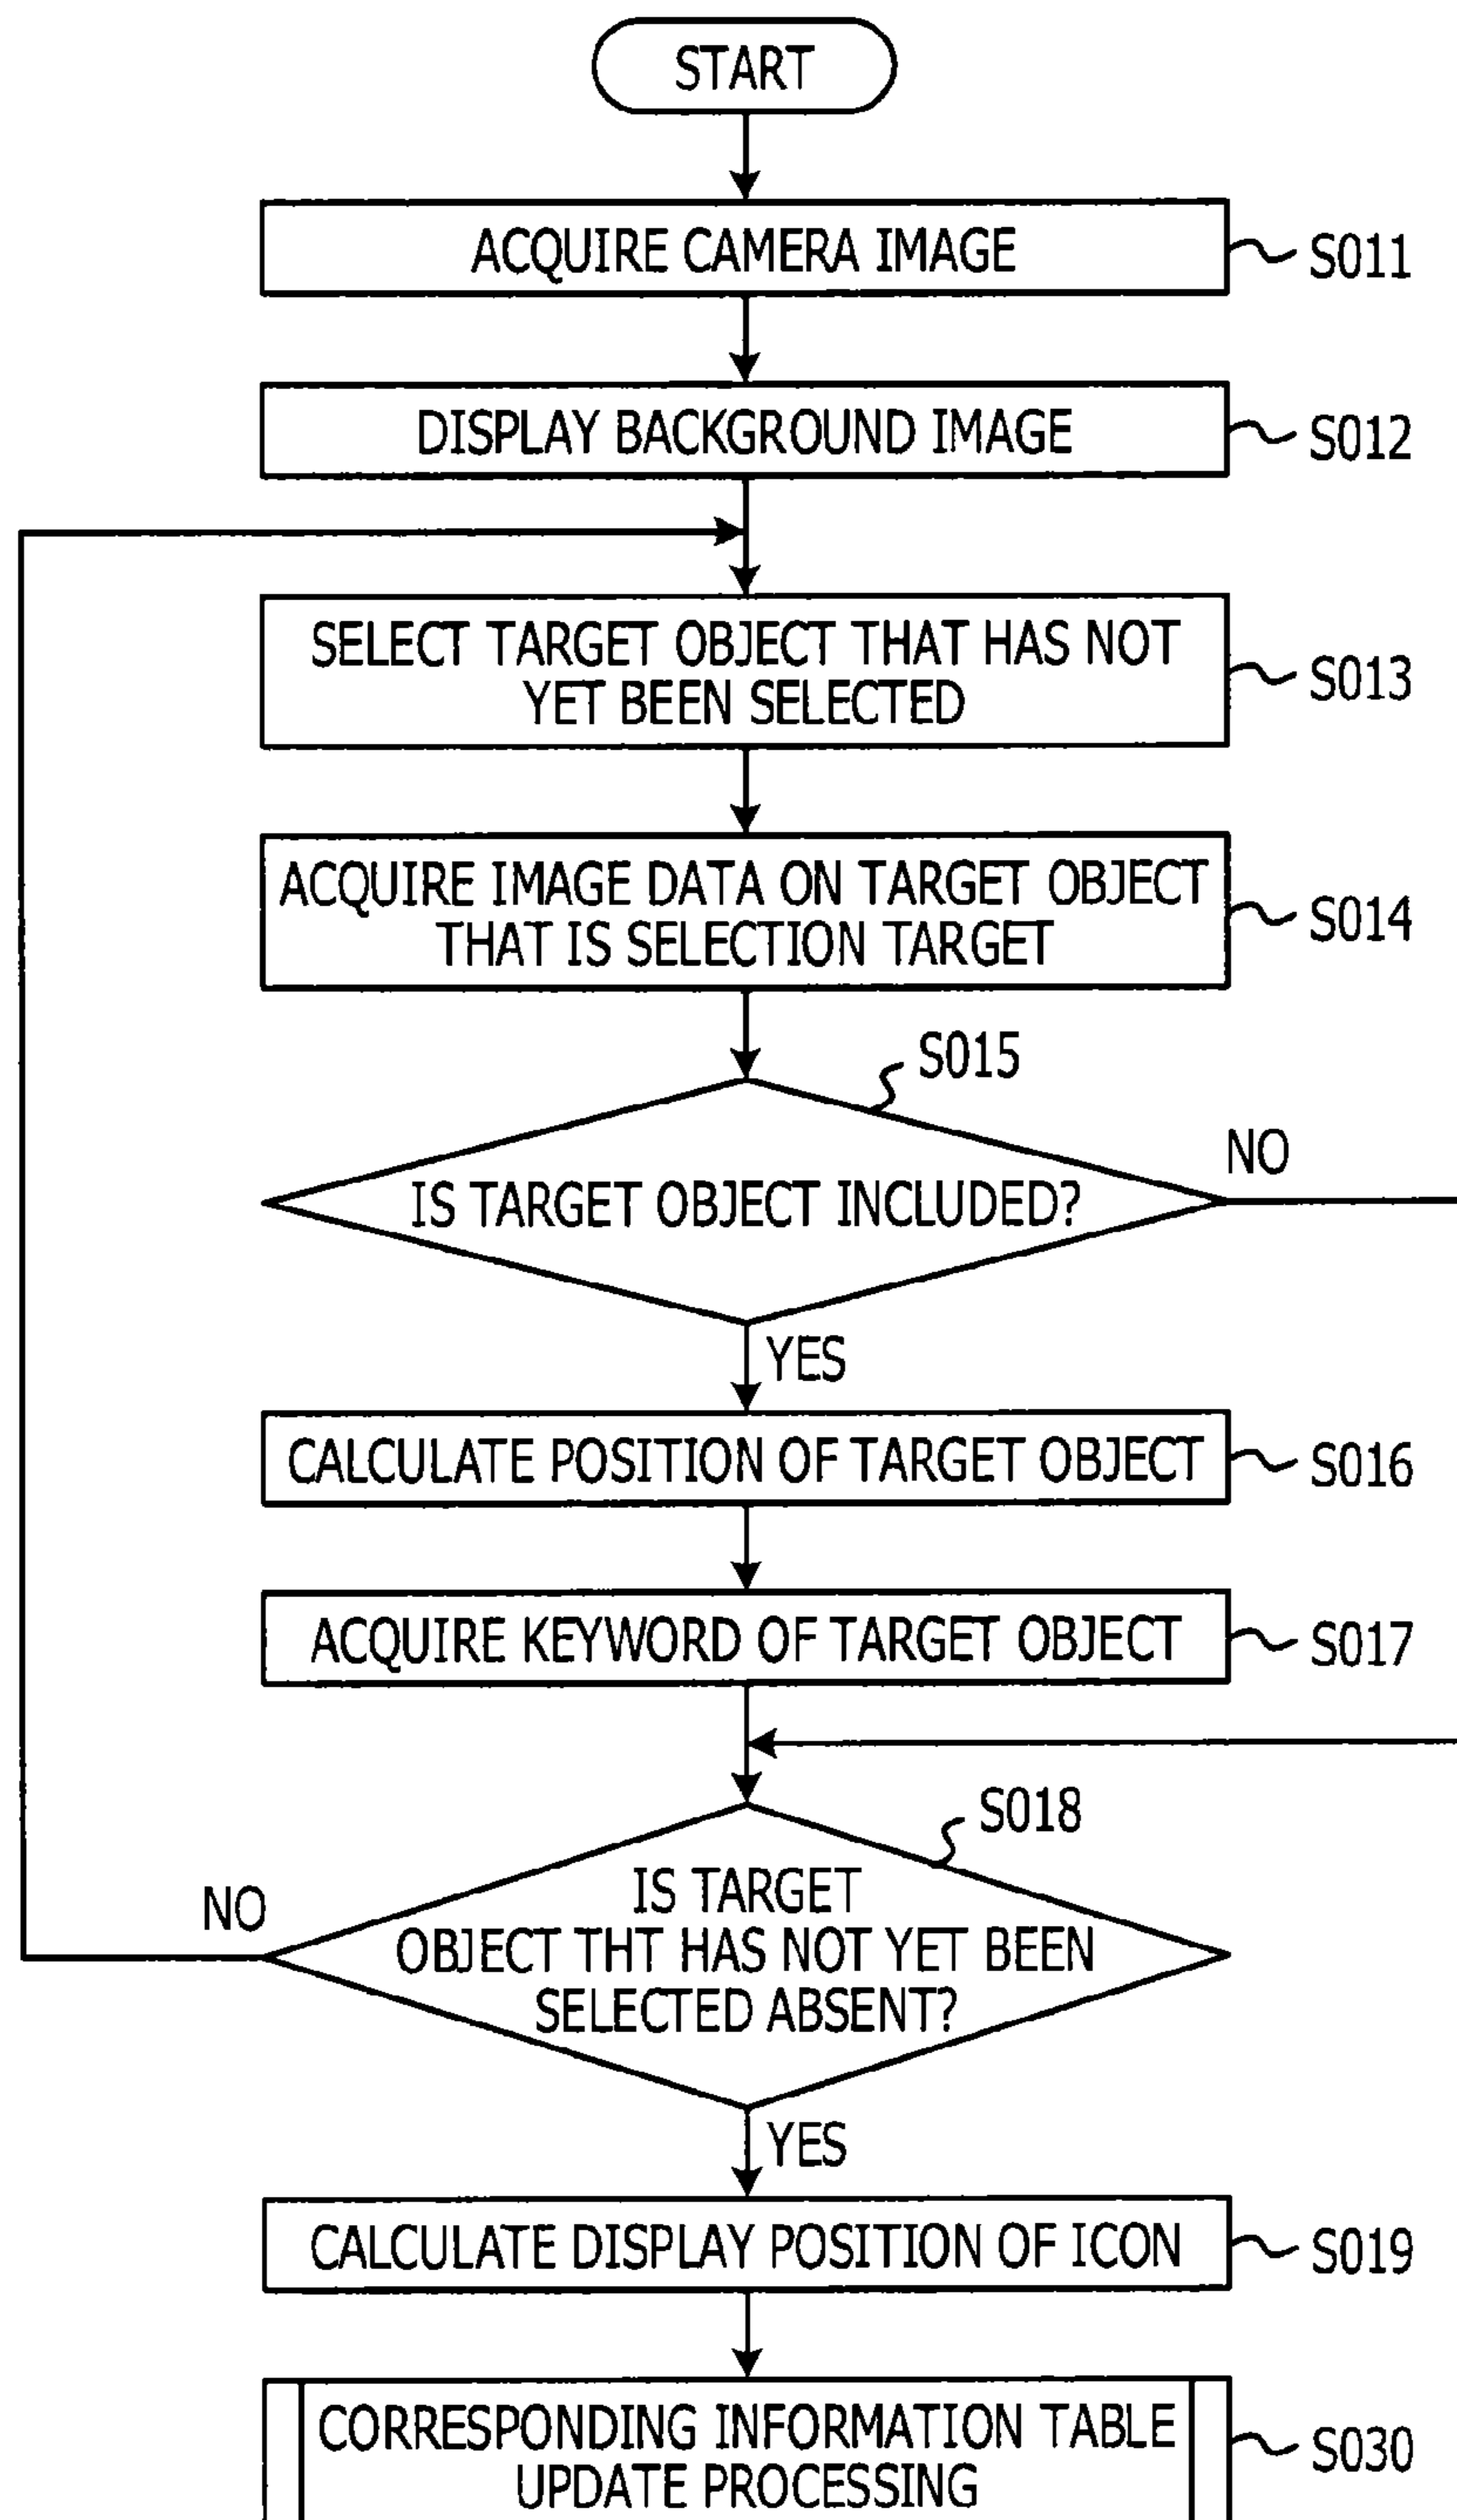 START
ACQUIRE CAMERA IMAGE
S011
DISPLAY BACKGROUND IMAGE
S012
SELECT TARGET OBJECT THAT HAS NOT
YET BEEN SELECTED
S013
ACQUIRE IMAGE DATA ON TARGET OBJECT
THAT IS SELECTION TARGET
S014
S015
IS TARGET OBJECT INCLUDED?
NO
YES
CALCULATE POSITION OF TARGET OBJECT
S016
ACQUIRE KEYWORD OF TARGET OBJECT
S017
S018
IS TARGET
OBJECT THT HAS NOT YET BEEN
SELECTED ABSENT?
NO
YES
CALCULATE DISPLAY POSITION OF ICON
S019
CORRESPONDING INFORMATION TABLE
UPDATE PROCESSING
S030